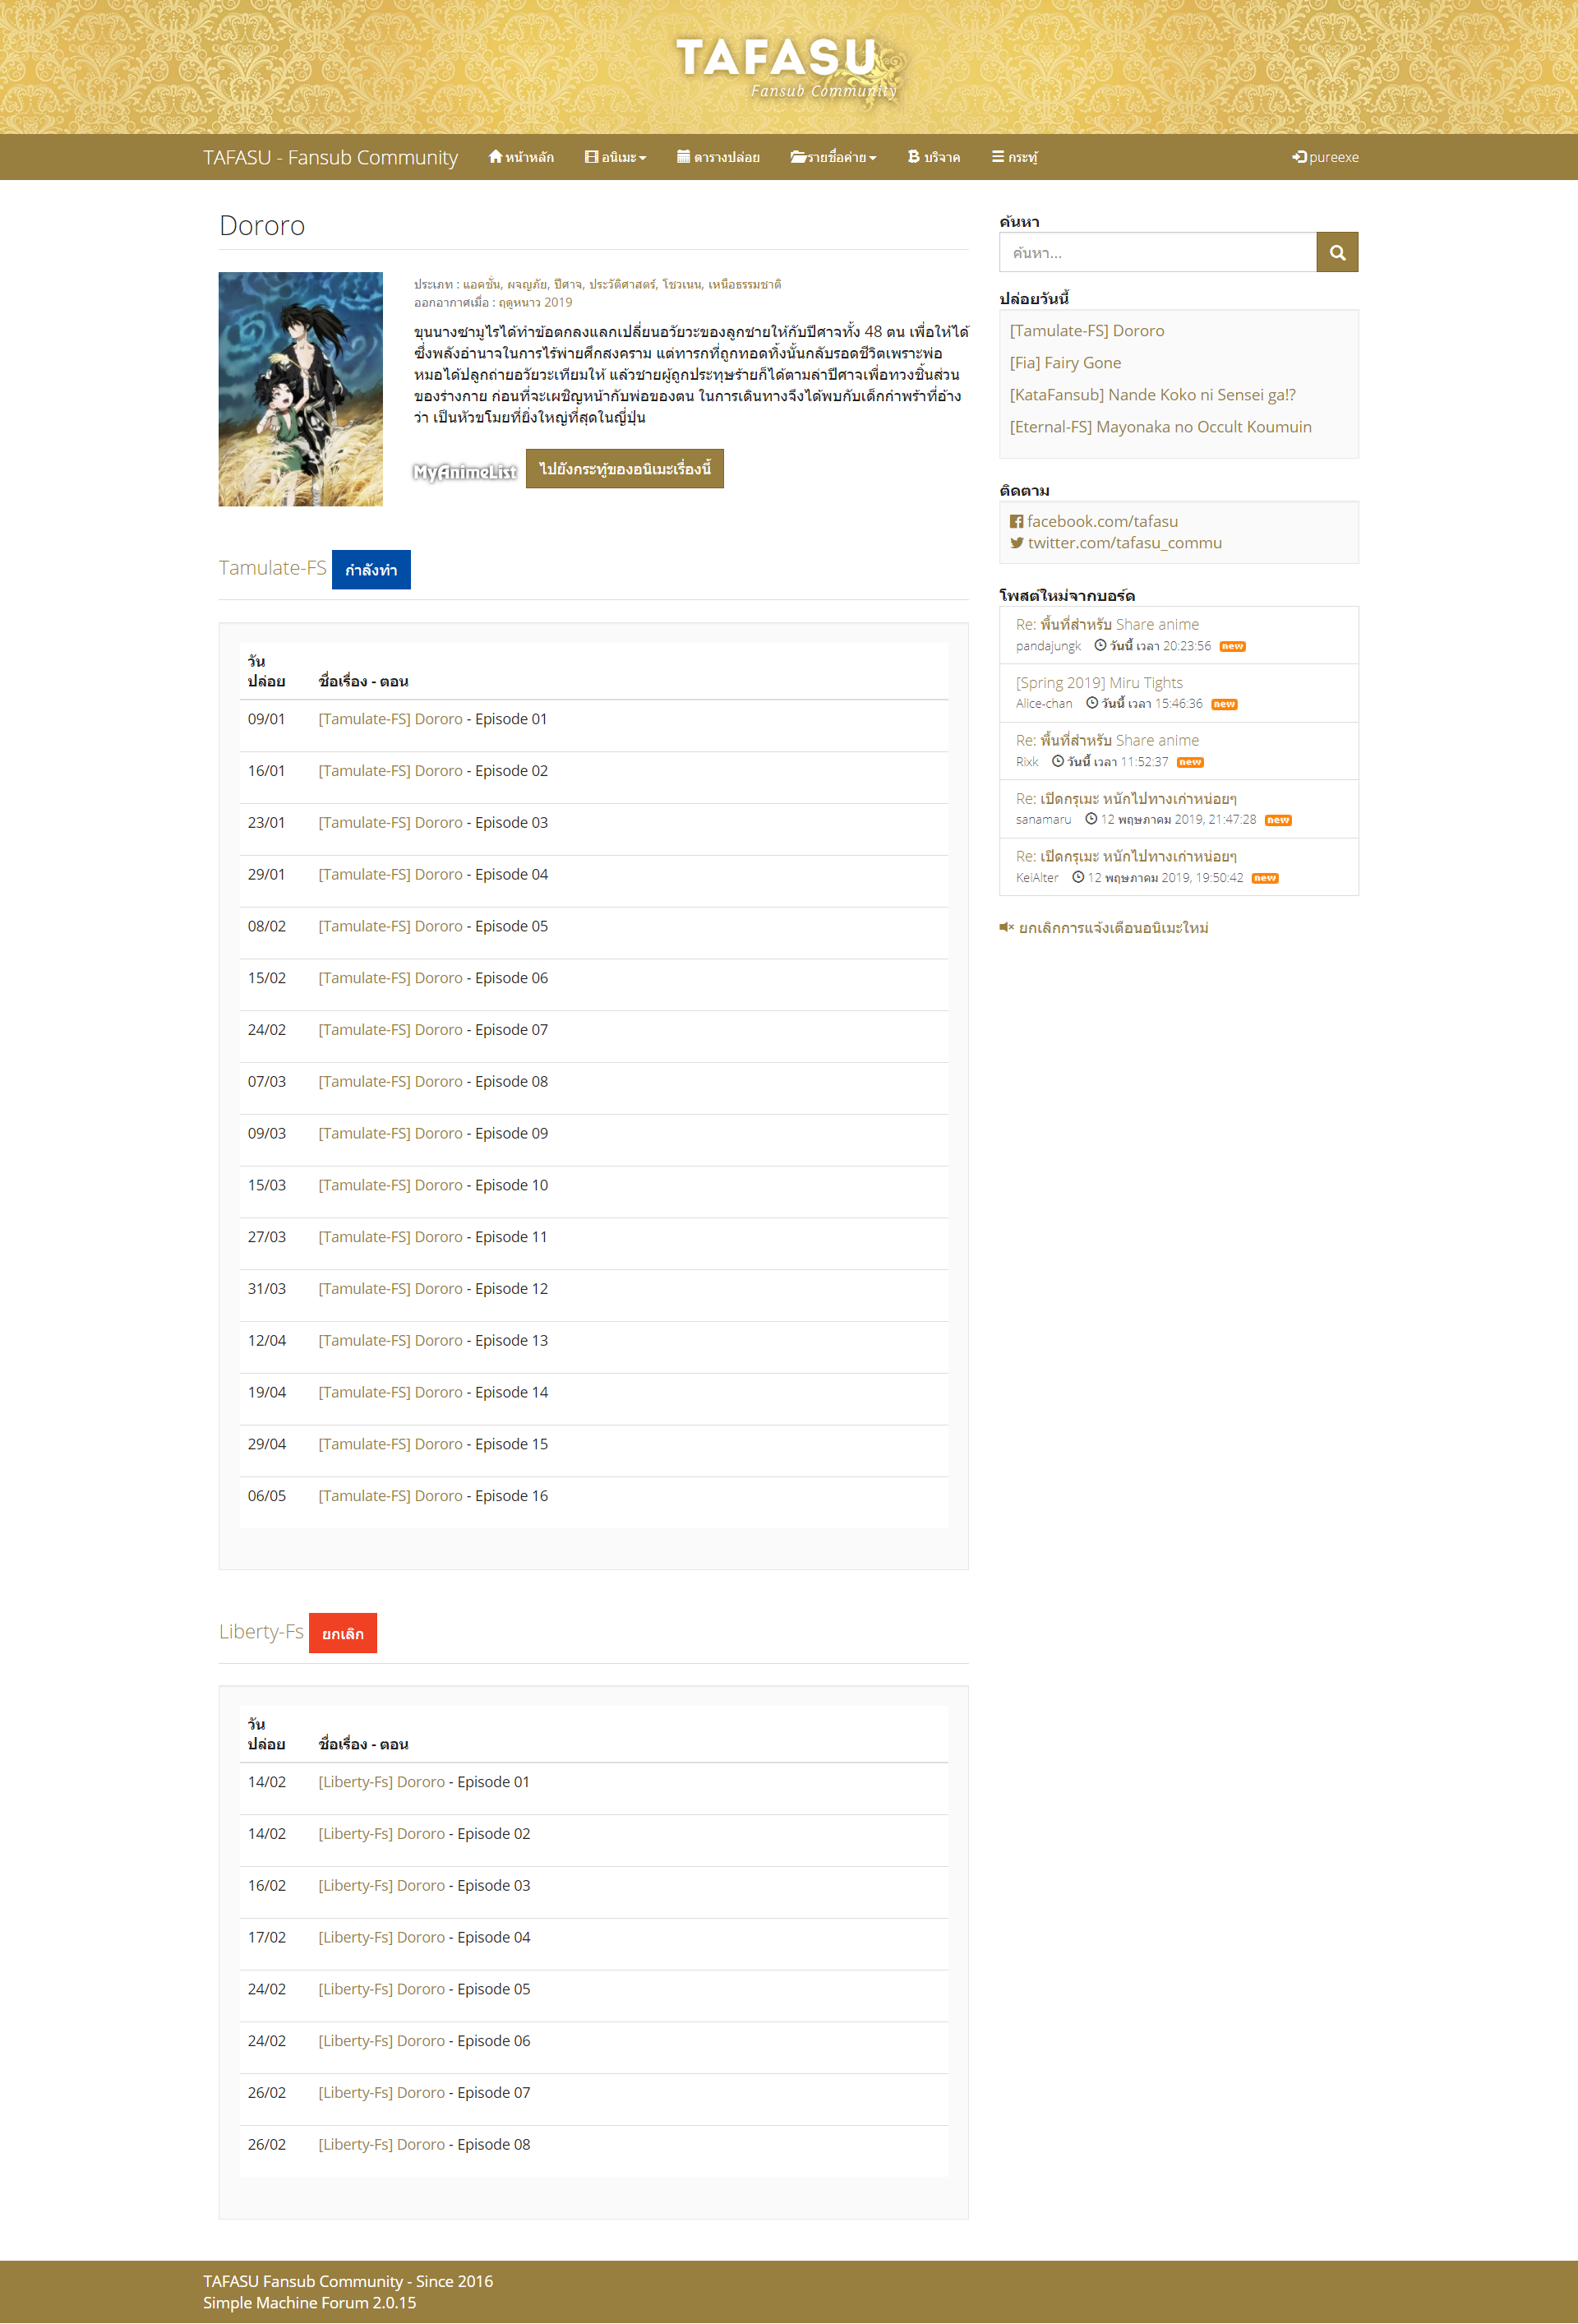 TAFASU
Fansub Community
TAFASU - Fansub Community
หน้าหลัก
อนิเมะ
ตารางปล่อย
รายชื่อค่าย
บริจาค
กระทู้
pureexe
Dororo
ประเภท : แอคชั่น, ผจญภัย, ปีศาจ, ประวัติศาสตร์, โชวเนน, เหนือธรรมชาติ
ออกอากาศเมื่อ : ฤดูหนาว 2019
ขุนนางซามูไรได้ทำข้อตกลงแลกเปลี่ยนอวัยวะของลูกชายให้กับปีศาจทั้ง 48 ตน เพื่อให้ได้
ซึ่งพลังอำนาจในการไร้พ่ายศึกสงคราม แต่ทารกที่ถูกทอดทิ้งนั้นกลับรอดชีวิตเพราะพ่อ
หมอได้ปลูกถ่ายอวัยวะเทียมให้ แล้วชายผู้ถูกประทุษร้ายก็ได้ตามล่าปีศาจเพื่อทวงชิ้นส่วน
ของร่างกาย ก่อนที่จะเผชิญหน้ากับพ่อของตน ในการเดินทางจึงได้พบกับเด็กกำพร้าที่อ้าง
ว่า เป็นหัวขโมยที่ยิ่งใหญ่ที่สุดในญี่ปุ่น
MyAnimeList
ไปยังกระทู้ของอนิเมะเรื่องนี้
Tamulate-FS กำลังทำ
วัน
ปล่อย ชื่อเรื่อง - ตอน
09/01 [Tamulate-FS] Dororo - Episode 01
16/01 [Tamulate-FS] Dororo - Episode 02
23/01 [Tamulate-FS] Dororo - Episode 03
29/01 [Tamulate-FS] Dororo - Episode 04
08/02 [Tamulate-FS] Dororo - Episode 05
15/02 [Tamulate-FS] Dororo - Episode 06
24/02 [Tamulate-FS] Dororo - Episode 07
07/03 [Tamulate-FS] Dororo - Episode 08
09/03 [Tamulate-FS] Dororo - Episode 09
15/03 [Tamulate-FS] Dororo - Episode 10
27/03 [Tamulate-FS] Dororo - Episode 11
31/03 [Tamulate-FS] Dororo - Episode 12
12/04 [Tamulate-FS] Dororo - Episode 13
19/04 [Tamulate-FS] Dororo - Episode 14
29/04 [Tamulate-FS] Dororo - Episode 15
06/05 [Tamulate-FS] Dororo - Episode 16
Liberty-Fs ยกเลิก
วัน
ปล่อย ชื่อเรื่อง - ตอน
14/02 [Liberty-Fs] Dororo - Episode 01
14/02 [Liberty-Fs] Dororo - Episode 02
16/02 [Liberty-Fs] Dororo - Episode 03
17/02 [Liberty-Fs] Dororo - Episode 04
24/02 [Liberty-Fs] Dororo - Episode 05
24/02 [Liberty-Fs] Dororo - Episode 06
26/02 [Liberty-Fs] Dororo - Episode 07
26/02 [Liberty-Fs] Dororo - Episode 08
ค้นหา
ค้นหา...
ปล่อยวันนี้
[Tamulate-FS] Dororo
[Fia] Fairy Gone
[KataFansub] Nande Koko ni Sensei ga!?
[Eternal-FS] Mayonaka no Occult Koumuin
ติดตาม
facebook.com/tafasu
twitter.com/tafasu_commu
โพสต์ใหม่จากบอร์ด
Re: พื้นที่สำหรับ Share anime
pandajungk วันนี้ เวลา 20:23:56 new
[Spring 2019] Miru Tights
Alice-chan วันนี้ เวลา 15:46:36 new
Re: พื้นที่สำหรับ Share anime
Rixk วันนี้ เวลา 11:52:37 new
Re: เปิดกรุเมะ หนักไปทางเก่าหน่อยๆ
sanamaru 12 พฤษภาคม 2019, 21:47:28 new
Re: เปิดกรุเมะ หนักไปทางเก่าหน่อยๆ
KeiAlter 12 พฤษภาคม 2019, 19:50:42 new
ยกเลิกการแจ้งเตือนอนิเมะใหม่
TAFASU Fansub Community - Since 2016
Simple Machine Forum 2.0.15